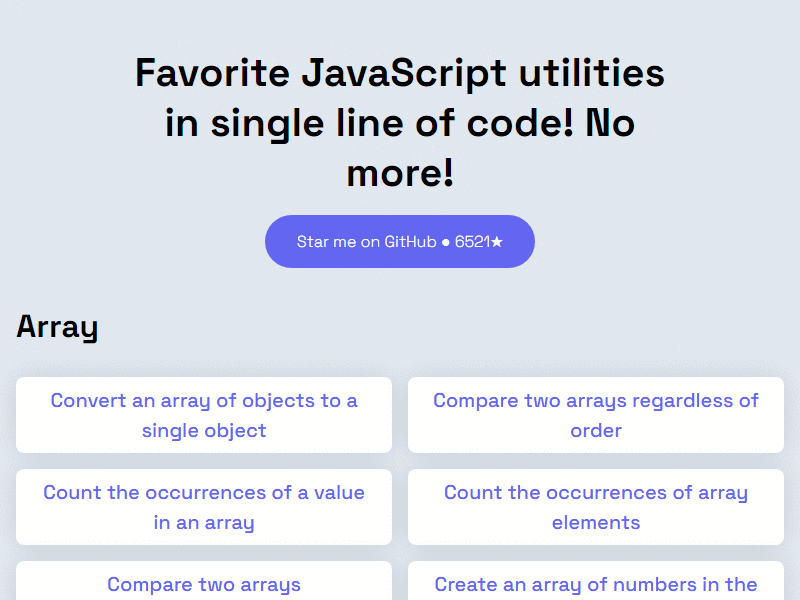 Favorite JavaScript utilities
in single line of code! No
more!
Star me on GitHub ● 6521★
Array
Convert an array of objects to a
single object
Compare two arrays regardless of
order
Count the occurrences of a value
in an array
Count the occurrences of array
elements
Compare two arrays
Create an array of numbers in the